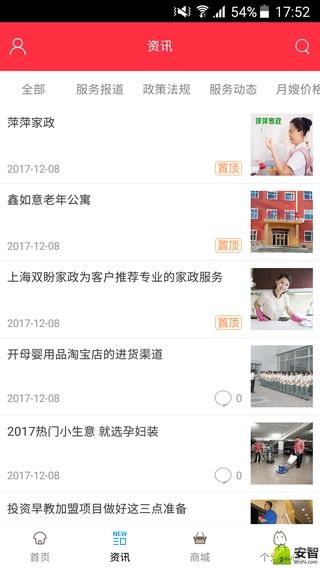 54% 17:52
资讯
全部 服务报道 政策法规 服务动态 月嫂价格
萍萍家政
萍萍家政
2017-12-08 置顶
鑫如意老年公寓
2017-12-08 置顶
上海双盼家政为客户推荐专业的家政服务
2017-12-08 置顶
开母婴用品淘宝店的进货渠道
2017-12-08 0
2017热门小生意 就选孕妇装
2017-12-08 0
投资早教加盟项目做好这三点准备
NEW
首页 资讯 商城 个
安智